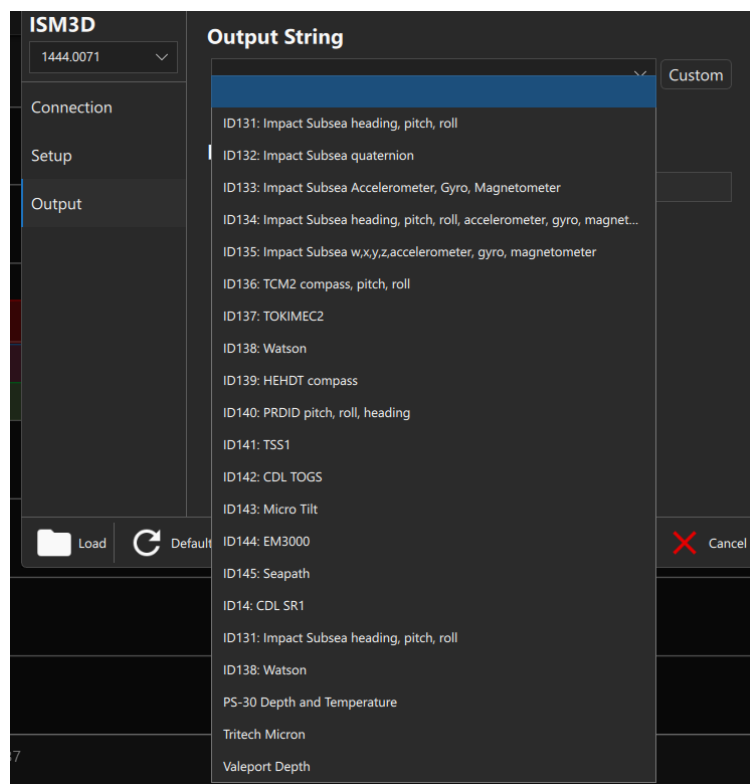 ISM3D
1444.0071
Connection
Setup
Output
Output String
Custom
ID131: Impact Subsea heading, pitch, roll
ID132: Impact Subsea quaternion
ID133: Impact Subsea Accelerometer, Gyro, Magnetometer
ID134: Impact Subsea heading, pitch, roll, accelerometer, gyro, magnet...
ID135: Impact Subsea w,x,y,z,accelerometer, gyro, magnetometer
ID136: TCM2 compass, pitch, roll
ID137: TOKIMEC2
ID138: Watson
ID139: HEHDT compass
ID140: PRDID pitch, roll, heading
ID141: TSS1
ID142: CDL TOGS
ID143: Micro Tilt
ID144: EM3000
ID145: Seapath
ID14: CDL SR1
ID131: Impact Subsea heading, pitch, roll
ID138: Watson
PS-30 Depth and Temperature
Tritech Micron
Valeport Depth
Load
Default
Cancel